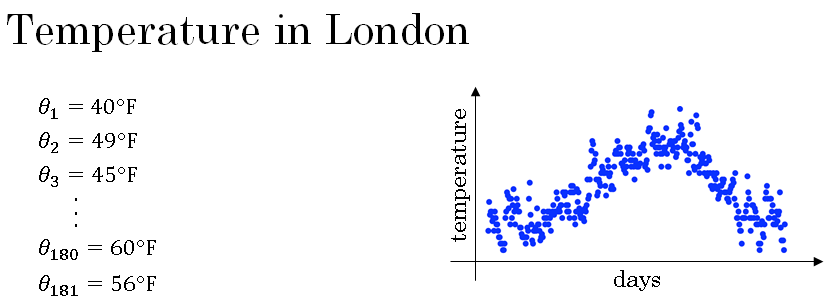 Temperature in London
θ₁ = 40°F
θ₂ = 49°F
θ₃ = 45°F
⋮
θ₁₈₀ = 60°F
θ₁₈₁ = 56°F
temperature
days